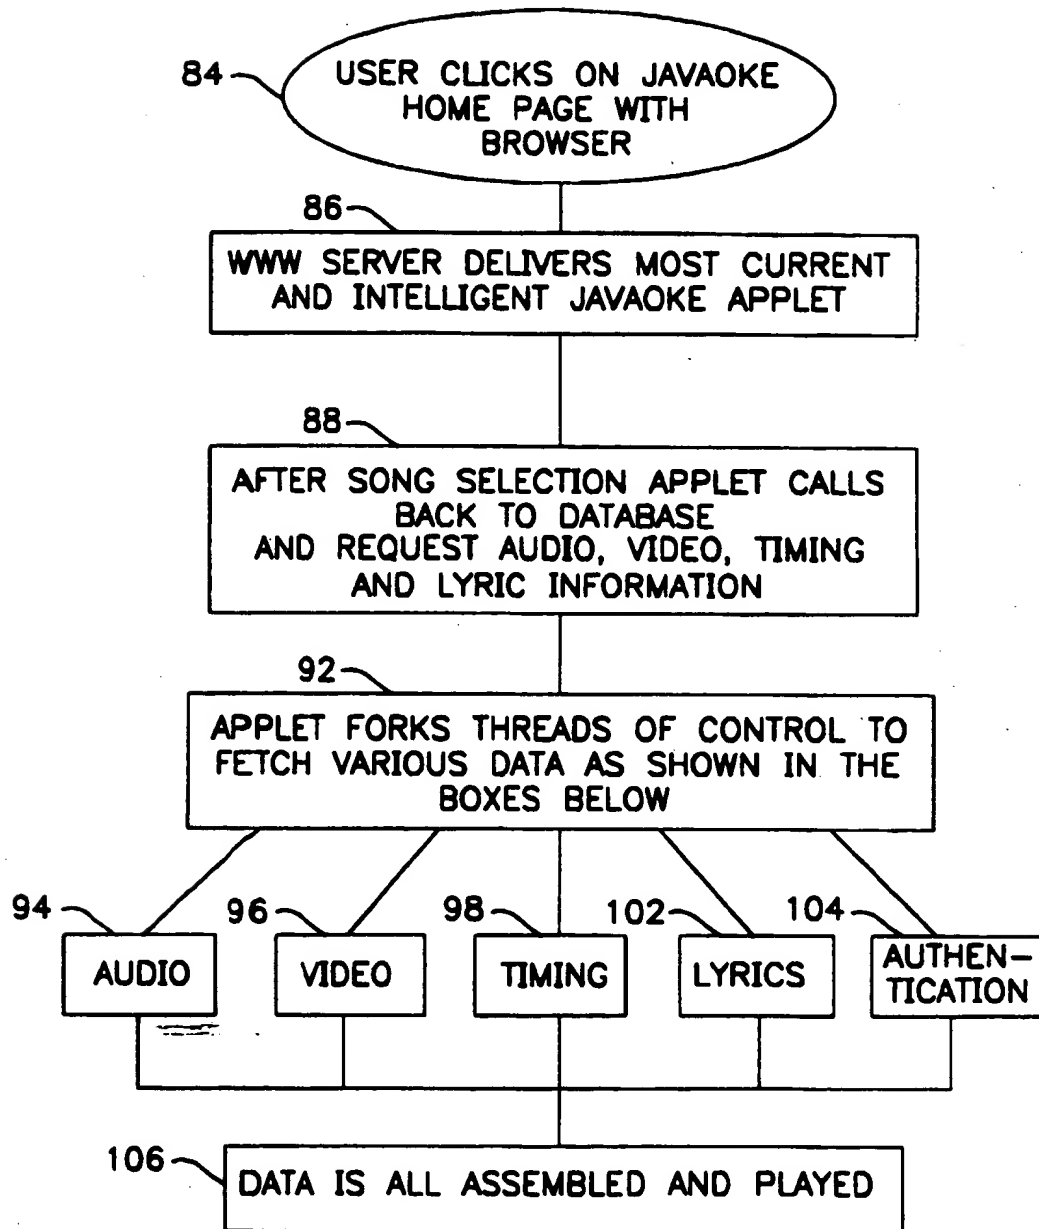 84
USER CLICKS ON JAVAOKE
HOME PAGE WITH
BROWSER
86
WWW SERVER DELIVERS MOST CURRENT
AND INTELLIGENT JAVAOKE APPLET
88
AFTER SONG SELECTION APPLET CALLS
BACK TO DATABASE
AND REQUEST AUDIO, VIDEO, TIMING
AND LYRIC INFORMATION
92
APPLET FORKS THREADS OF CONTROL TO
FETCH VARIOUS DATA AS SHOWN IN THE
BOXES BELOW
94
AUDIO
96
VIDEO
98
TIMING
102
LYRICS
104
AUTHEN-
TICATION
106
DATA IS ALL ASSEMBLED AND PLAYED